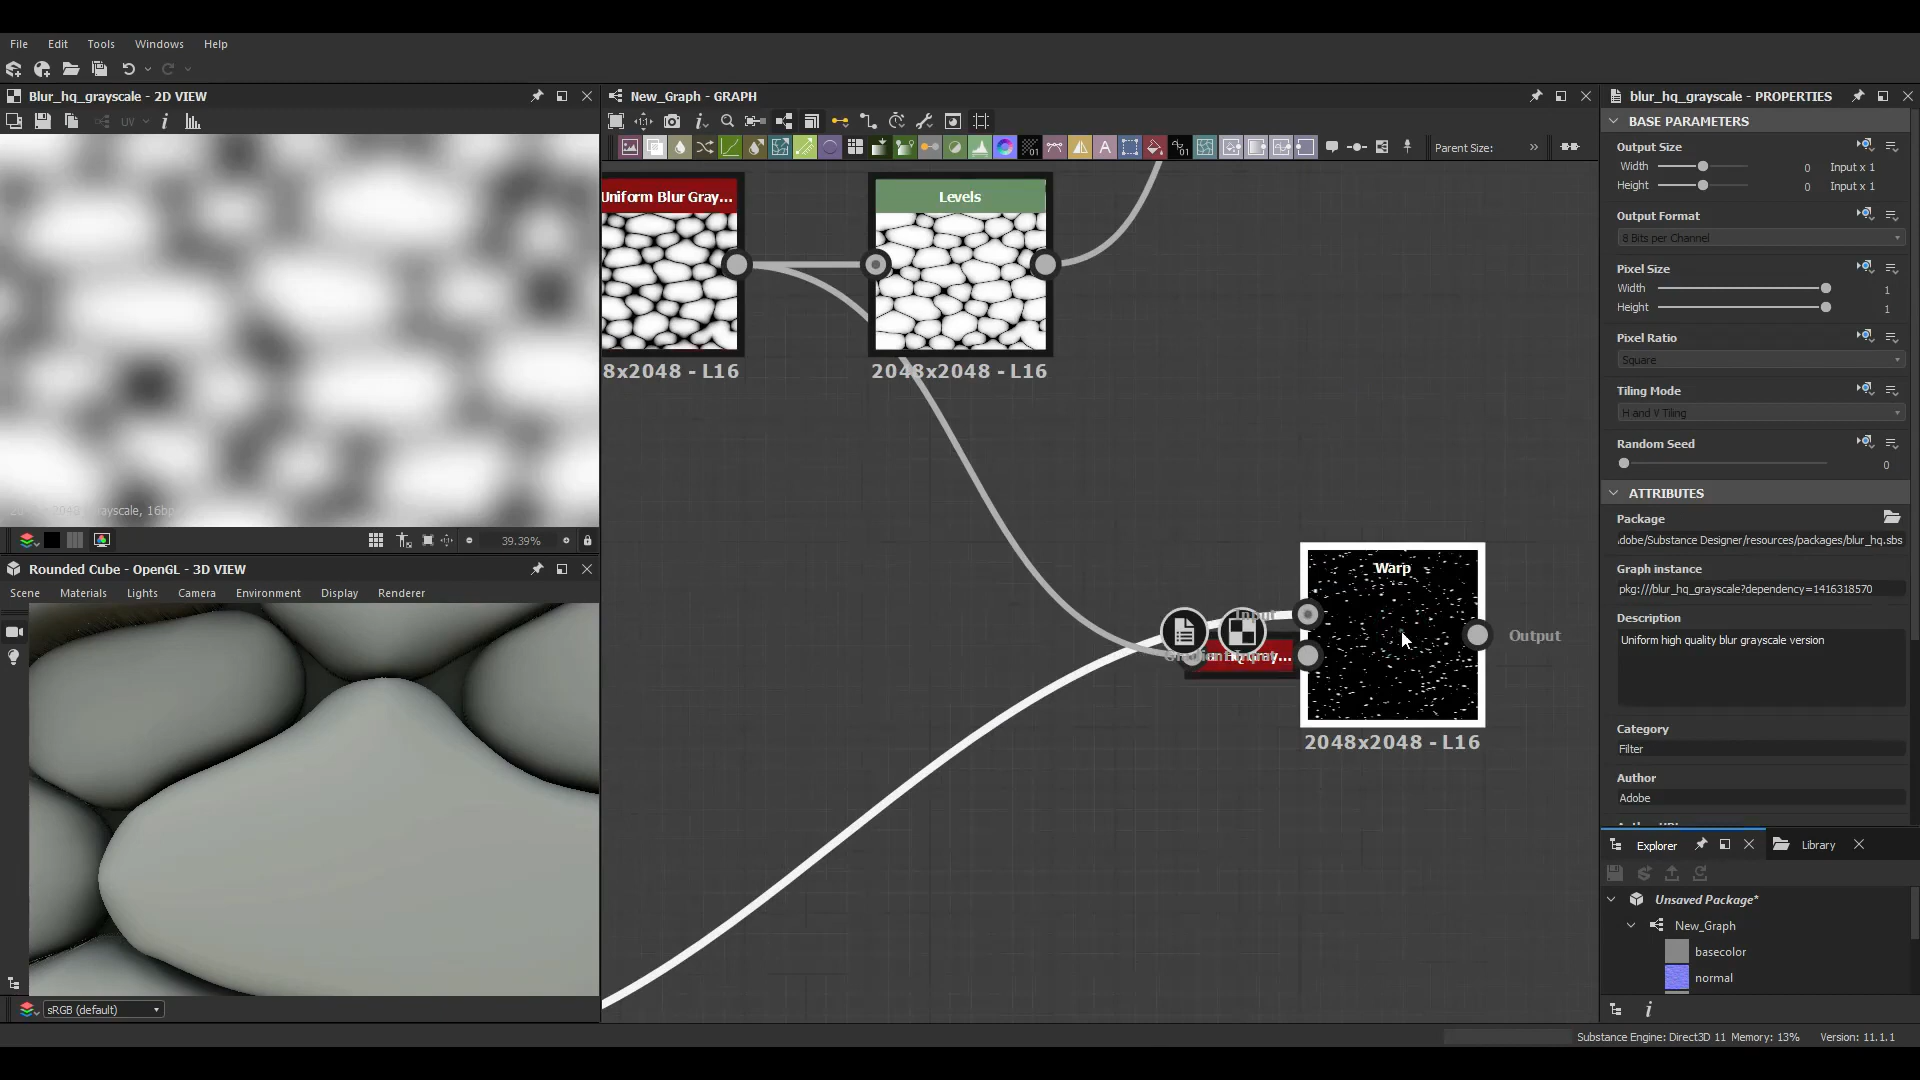 File Edit Tools Windows Help
Blur_hq_grayscale - 2D VIEW
UV
39.39%
Rounded Cube - OpenGL - 3D VIEW
Scene Materials Lights Camera Environment Display Renderer
sRGB (default)
New_Graph - GRAPH
Parent Size:
Uniform Blur Gray...
Levels
8x2048 - L16
2048x2048 - L16
Warp
Input
Output
2048x2048 - L16
blur_hq_grayscale - PROPERTIES
BASE PARAMETERS
Output Size
Width 0 Input x 1
Height 0 Input x 1
Output Format
8 Bits per Channel
Pixel Size
Width 1
Height 1
Pixel Ratio
Square
Tiling Mode
H and V Tiling
Random Seed
0
ATTRIBUTES
Package
dobe/Substance Designer/resources/packages/blur_hq.sbs
Graph instance
pkg:///blur_hq_grayscale?dependency=1416318570
Description
Uniform high quality blur grayscale version
Category
Filter
Author
Adobe
Explorer Library
Unsaved Package*
New_Graph
basecolor
normal
Substance Engine: Direct3D 11 Memory: 13% Version: 11.1.1